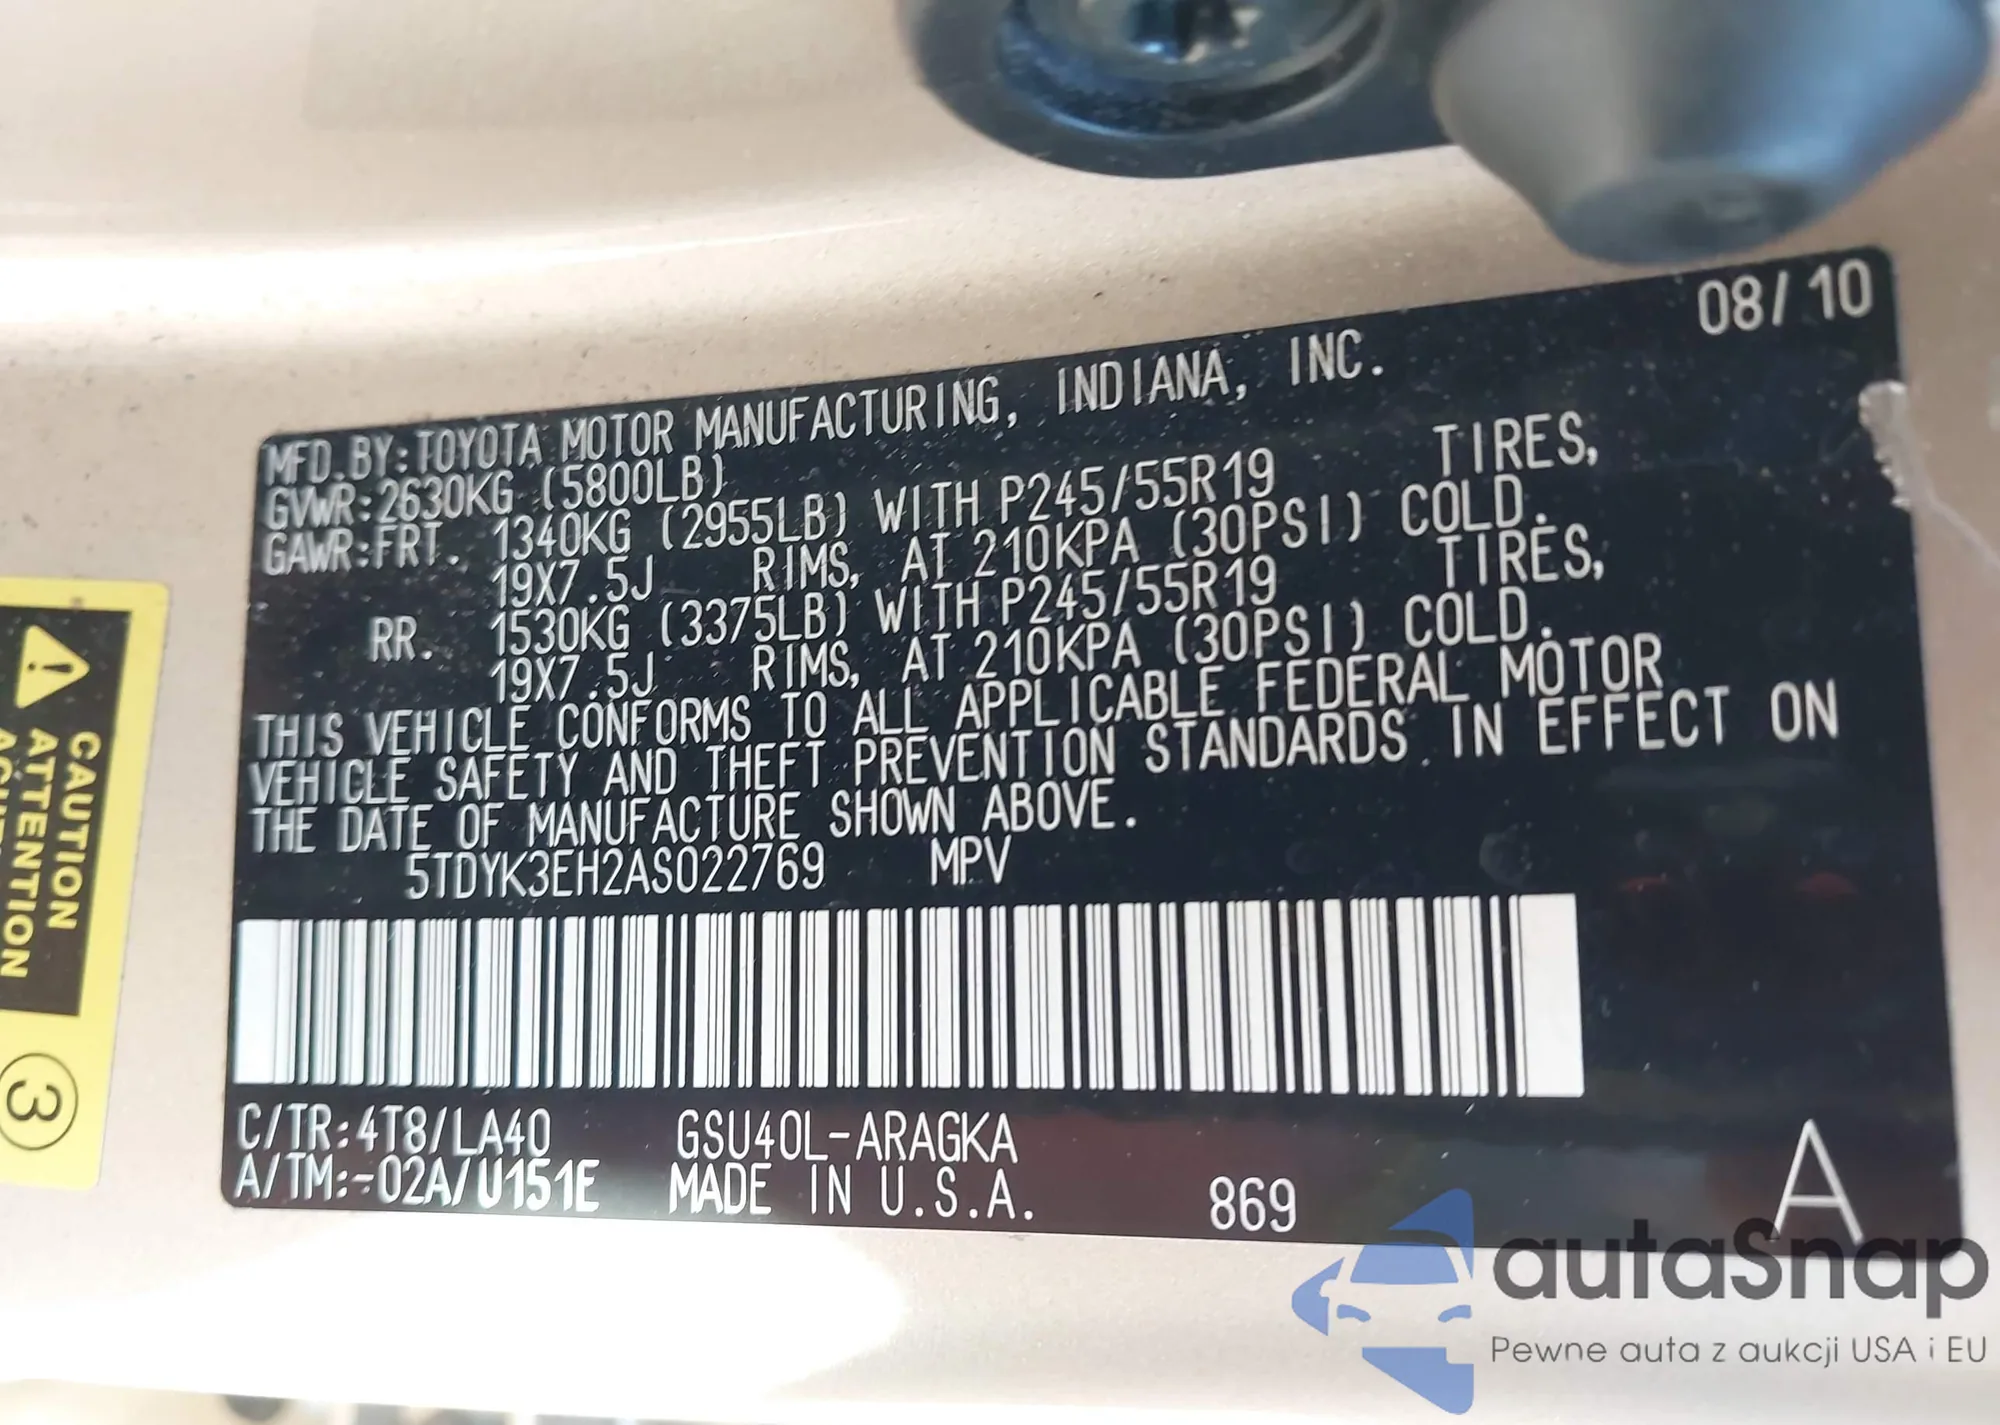 08/10
MFD.BY:TOYOTA MOTOR MANUFACTURING, INDIANA, INC.
GVWR:2630KG (5800LB)
GAWR:FRT. 1340KG (2955LB) WITH P245/55R19 TIRES,
19X7.5J RIMS, AT 210KPA (30PSI) COLD.
RR. 1530KG (3375LB) WITH P245/55R19 TIRES,
19X7.5J RIMS, AT 210KPA (30PSI) COLD.
THIS VEHICLE CONFORMS TO ALL APPLICABLE FEDERAL MOTOR
VEHICLE SAFETY AND THEFT PREVENTION STANDARDS IN EFFECT ON
THE DATE OF MANUFACTURE SHOWN ABOVE.
5TDYK3EH2AS022769 MPV
C/TR:4T8/LA40 GSU40L-ARAGKA
A/TM:-02A/U151E MADE IN U.S.A. 869 A
CAUTION
ATTENTION
3
autaSnap
Pewne auta z aukcji USA i EU